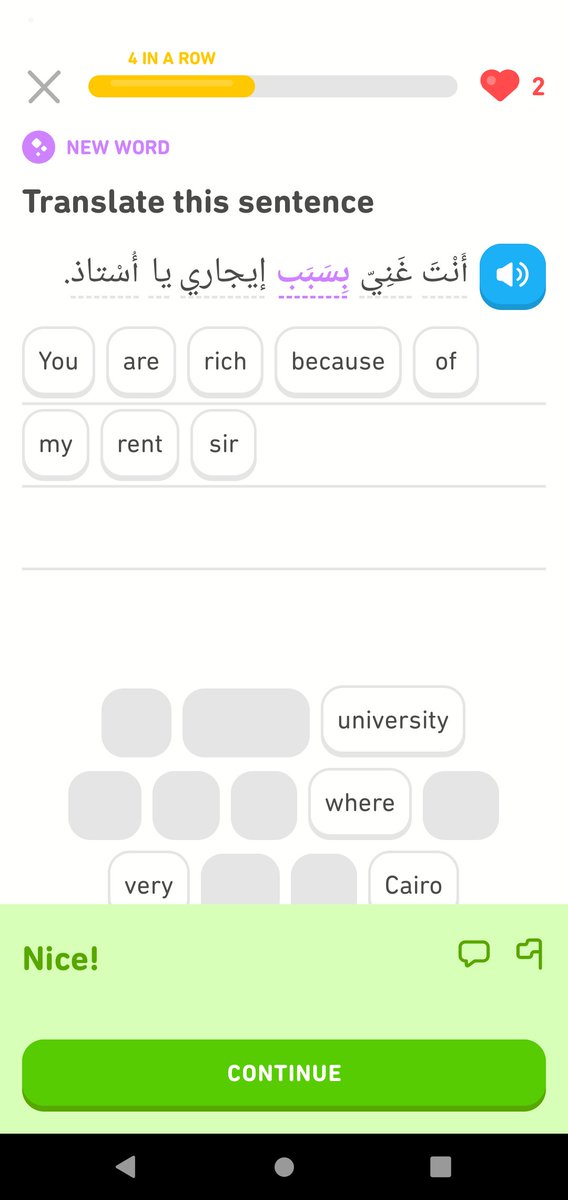 4 IN A ROW
2
NEW WORD
Translate this sentence
أَنْتَ غَنِيّ بِسَبَب إيجاري يا أُسْتاذ.
You are rich because of
my rent sir
university
where
very Cairo
Nice!
CONTINUE